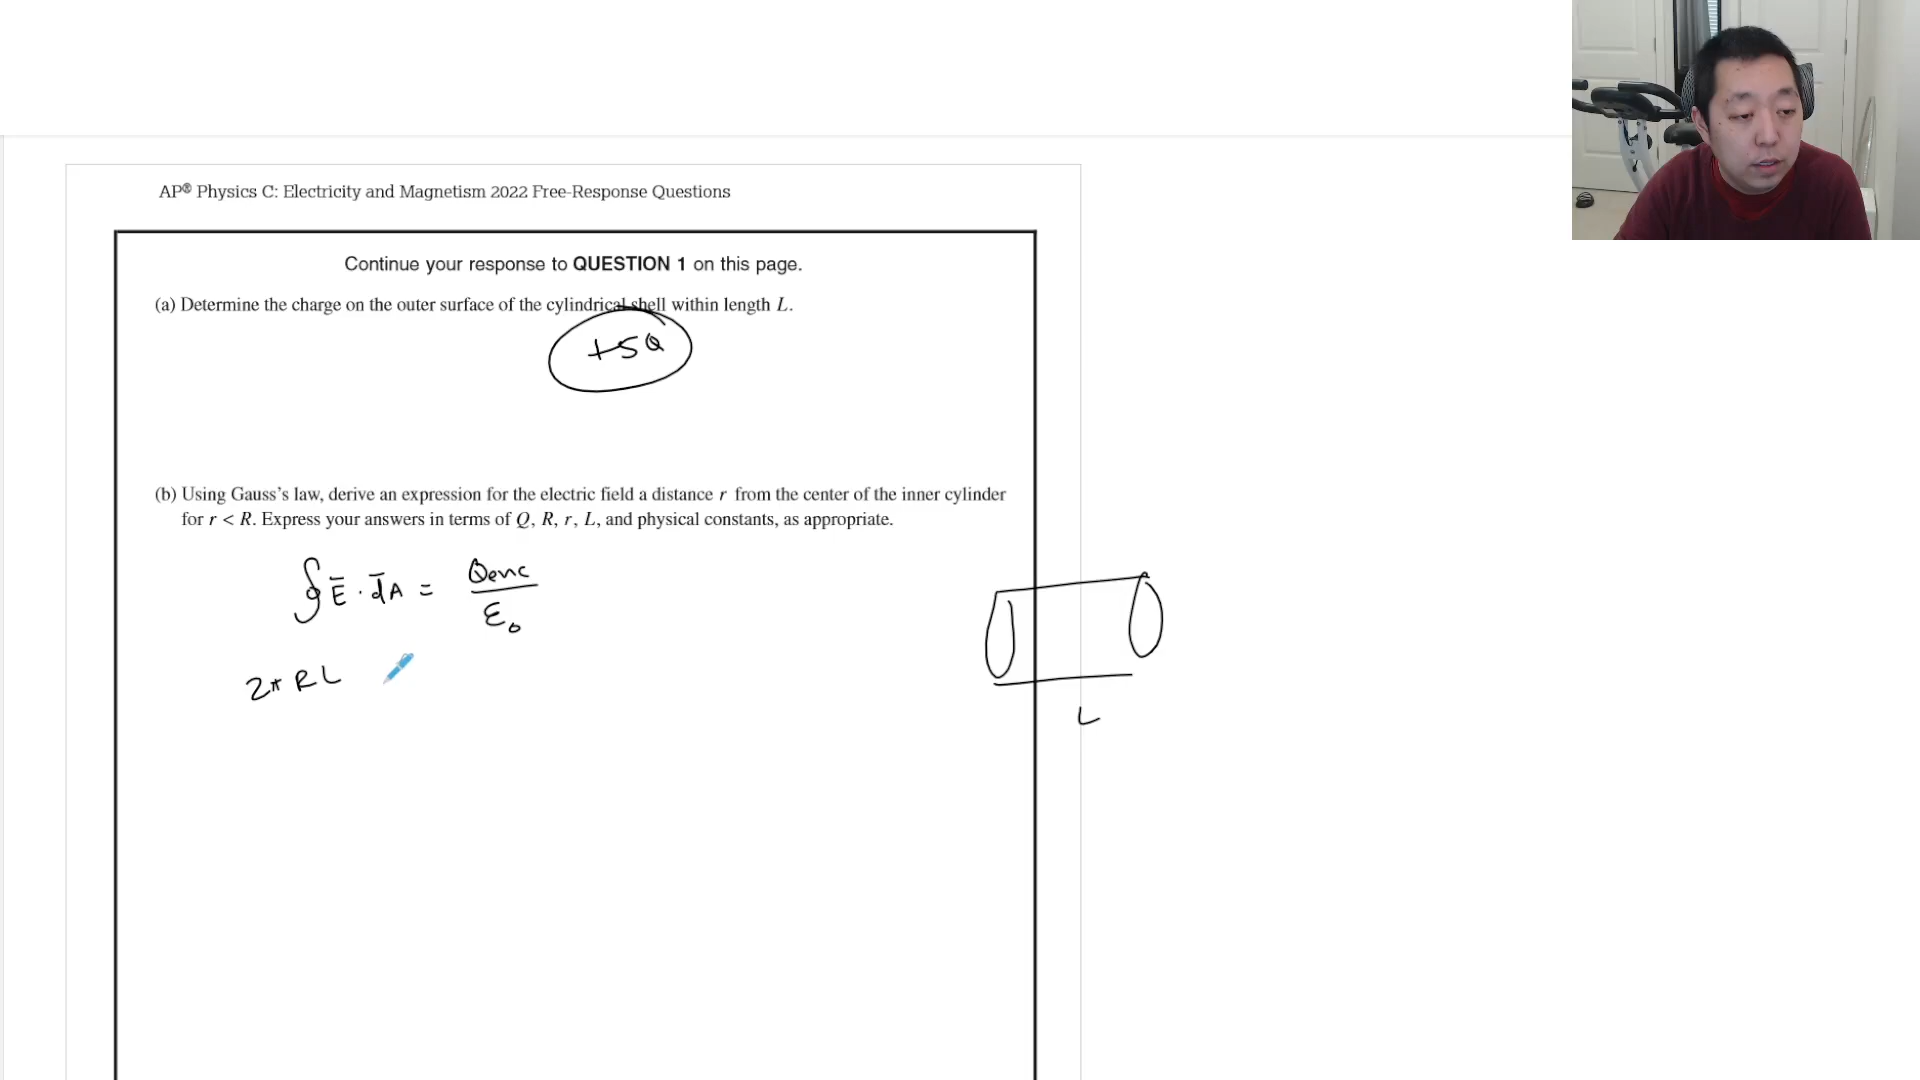 AP® Physics C: Electricity and Magnetism 2022 Free-Response Questions
Continue your response to QUESTION 1 on this page.
(a) Determine the charge on the outer surface of the cylindrical shell within length L.
+5Q
(b) Using Gauss’s law, derive an expression for the electric field a distance r from the center of the inner cylinder
for r < R. Express your answers in terms of Q, R, r, L, and physical constants, as appropriate.
∮ E̅ · d̅A = Qenc / ε₀
2π RL
L